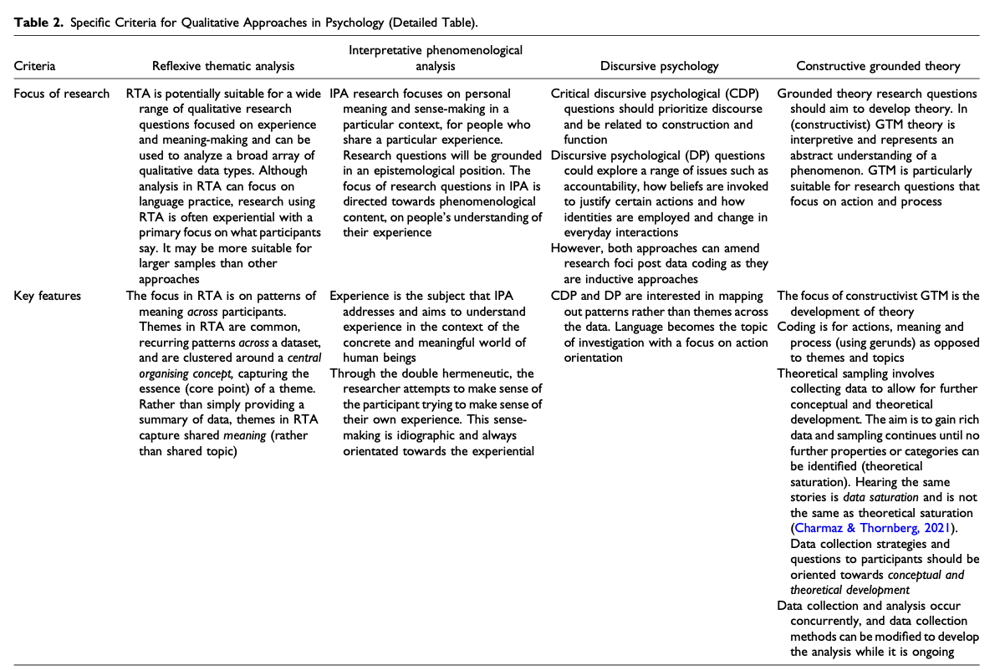 Table 2. Specific Criteria for Qualitative Approaches in Psychology (Detailed Table).
Criteria
Reflexive thematic analysis
Interpretative phenomenological
analysis
Discursive psychology
Constructive grounded theory
Focus of research
RTA is potentially suitable for a wide
range of qualitative research
questions focused on experience
and meaning-making and can be
used to analyze a broad array of
qualitative data types. Although
analysis in RTA can focus on
language practice, research using
RTA is often experiential with a
primary focus on what participants
say. It may be more suitable for
larger samples than other
approaches
IPA research focuses on personal
meaning and sense-making in a
particular context, for people who
share a particular experience.
Research questions will be grounded
in an epistemological position. The
focus of research questions in IPA is
directed towards phenomenological
content, on people's understanding of
their experience
Critical discursive psychological (CDP)
questions should prioritize discourse
and be related to construction and
function
Discursive psychological (DP) questions
could explore a range of issues such as
accountability, how beliefs are invoked
to justify certain actions and how
identities are employed and change in
everyday interactions
However, both approaches can amend
research foci post data coding as they
are inductive approaches
Grounded theory research questions
should aim to develop theory. In
(constructivist) GTM theory is
interpretive and represents an
abstract understanding of a
phenomenon. GTM is particularly
suitable for research questions that
focus on action and process
Key features
The focus in RTA is on patterns of
meaning across participants.
Themes in RTA are common,
recurring patterns across a dataset,
and are clustered around a central
organising concept, capturing the
essence (core point) of a theme.
Rather than simply providing a
summary of data, themes in RTA
capture shared meaning (rather
than shared topic)
Experience is the subject that IPA
addresses and aims to understand
experience in the context of the
concrete and meaningful world of
human beings
Through the double hermeneutic, the
researcher attempts to make sense of
the participant trying to make sense of
their own experience. This sense-
making is idiographic and always
orientated towards the experiential
CDP and DP are interested in mapping
out patterns rather than themes across
the data. Language becomes the topic
of investigation with a focus on action
orientation
The focus of constructivist GTM is the
development of theory
Coding is for actions, meaning and
process (using gerunds) as opposed
to themes and topics
Theoretical sampling involves
collecting data to allow for further
conceptual and theoretical
development. The aim is to gain rich
data and sampling continues until no
further properties or categories can
be identified (theoretical
saturation). Hearing the same
stories is data saturation and is not
the same as theoretical saturation
(Charmaz & Thornberg, 2021).
Data collection strategies and
questions to participants should be
oriented towards conceptual and
theoretical development
Data collection and analysis occur
concurrently, and data collection
methods can be modified to develop
the analysis while it is ongoing